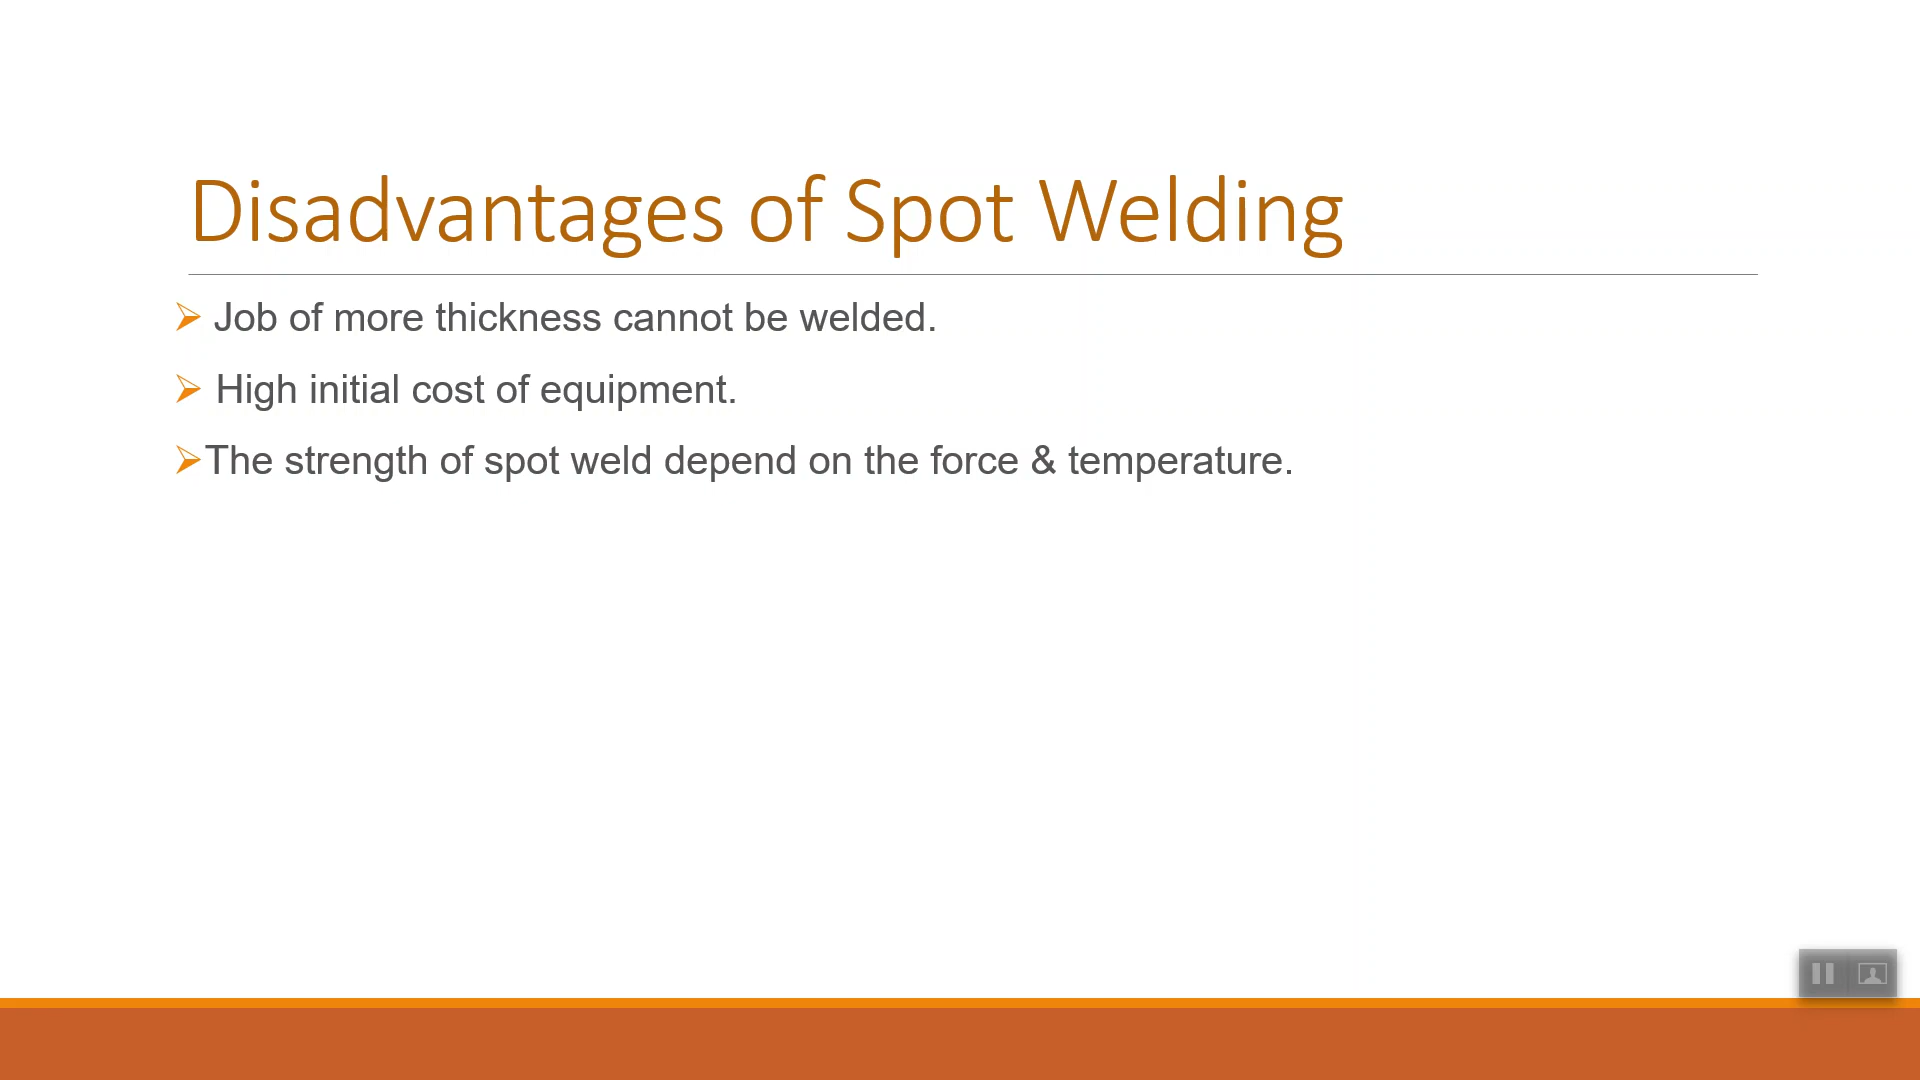 Disadvantages of Spot Welding
Job of more thickness cannot be welded.
High initial cost of equipment.
The strength of spot weld depend on the force & temperature.